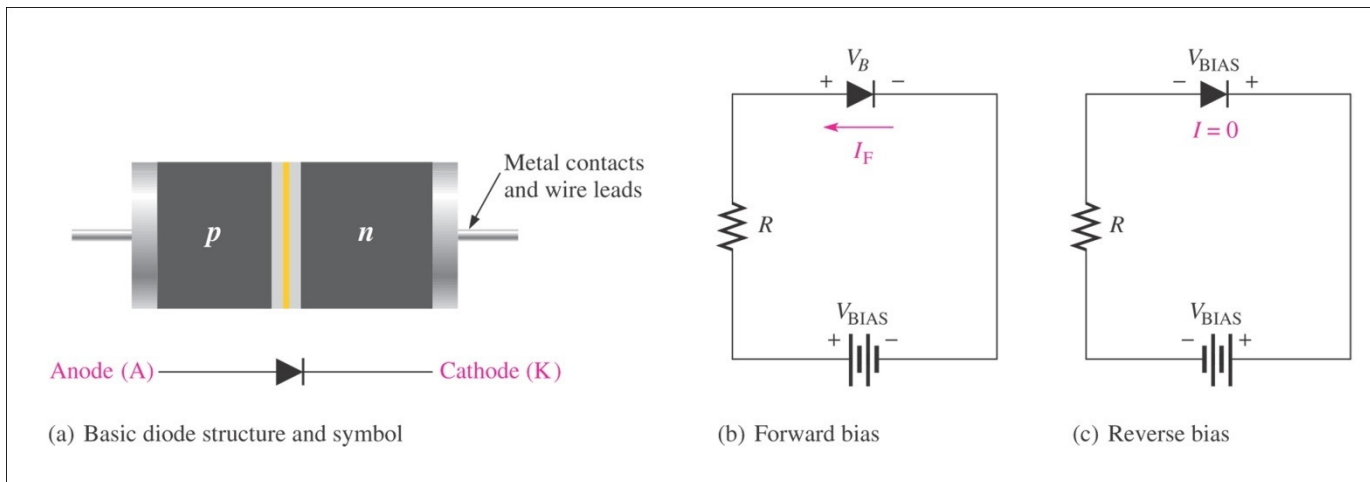 Metal contacts
and wire leads
p
n
Anode (A)
Cathode (K)
(a) Basic diode structure and symbol
V_B
+ −
I_F
R
V_BIAS
+ −
(b) Forward bias
V_BIAS
− +
I = 0
R
V_BIAS
− +
(c) Reverse bias